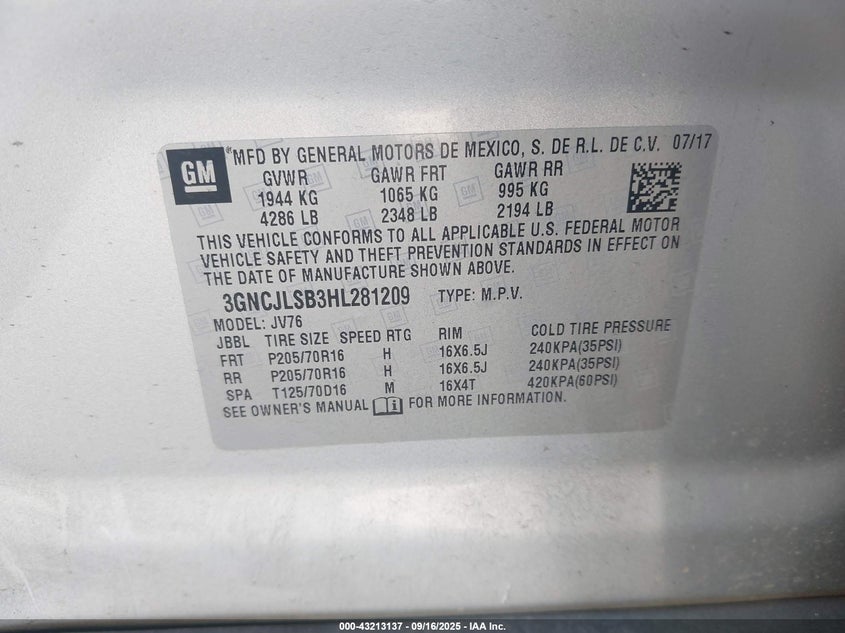 GM
® MFD BY GENERAL MOTORS DE MEXICO, S. DE R.L. DE C.V. 07/17
GVWR GAWR FRT GAWR RR
1944 KG 1065 KG 995 KG
4286 LB 2348 LB 2194 LB
THIS VEHICLE CONFORMS TO ALL APPLICABLE U.S. FEDERAL MOTOR
VEHICLE SAFETY AND THEFT PREVENTION STANDARDS IN EFFECT ON
THE DATE OF MANUFACTURE SHOWN ABOVE.
3GNCJLSB3HL281209 TYPE: M.P.V.
MODEL: JV76
JBBL TIRE SIZE SPEED RTG RIM COLD TIRE PRESSURE
FRT P205/70R16 H 16X6.5J 240KPA(35PSI)
RR P205/70R16 H 16X6.5J 240KPA(35PSI)
SPA T125/70D16 M 16X4T 420KPA(60PSI)
SEE OWNER'S MANUAL FOR MORE INFORMATION.
000-43213137 - 09/16/2025 - IAA Inc.